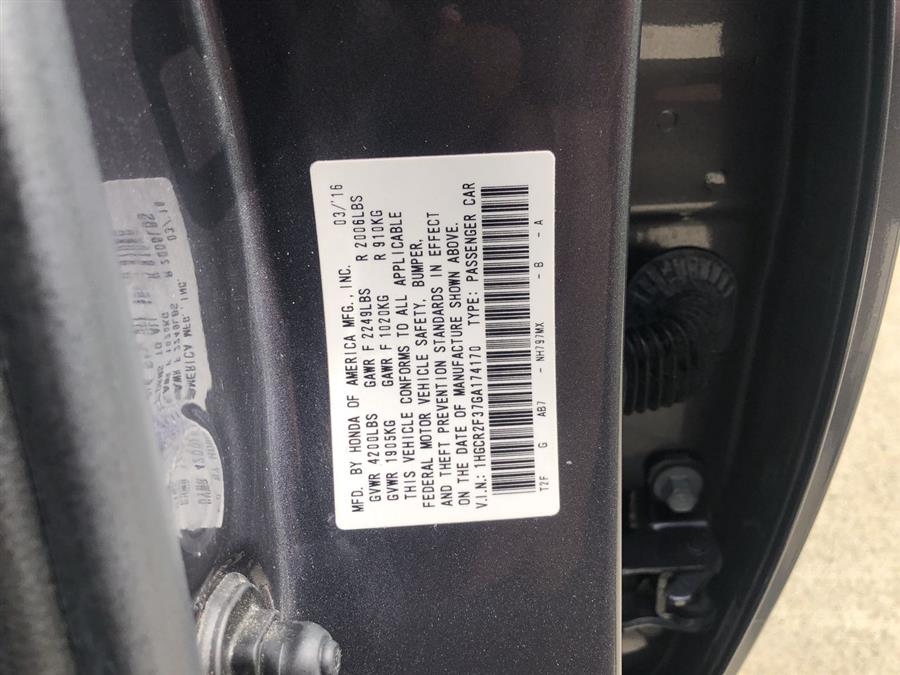 MFD. BY HONDA OF AMERICA MFG.,INC. 03/'16
GVWR 4200LBS GAWR F 2249LBS R 2006LBS
GVWR 1905KG GAWR F 1020KG R 910KG
THIS VEHICLE CONFORMS TO ALL APPLICABLE
FEDERAL MOTOR VEHICLE SAFETY, BUMPER,
AND THEFT PREVENTION STANDARDS IN EFFECT
ON THE DATE OF MANUFACTURE SHOWN ABOVE.
V.I.N.: 1HGCR2F37GA174170 TYPE: PASSENGER CAR
T2F G AB7 - NH797MX - B - A